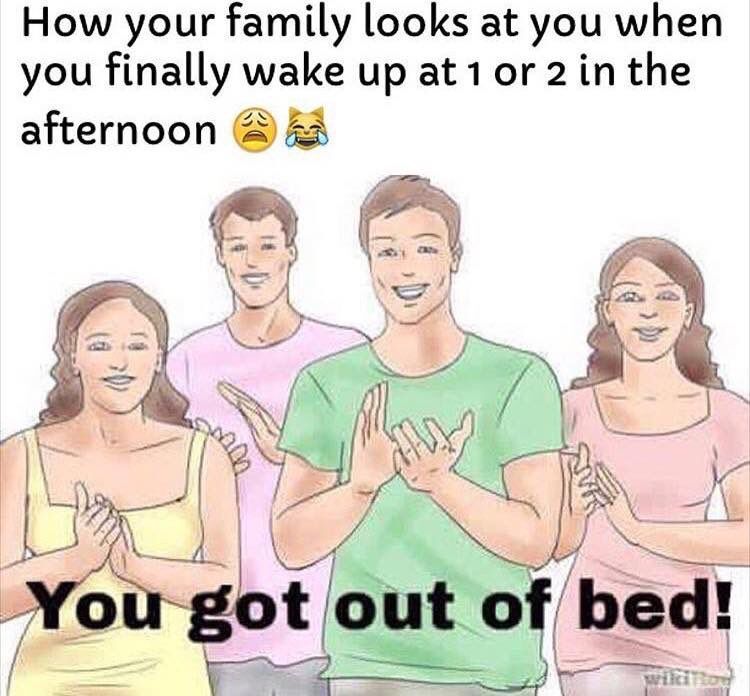 How your family looks at you when
you finally wake up at 1 or 2 in the
afternoon 😩😹
You got out of bed!
wikiHow